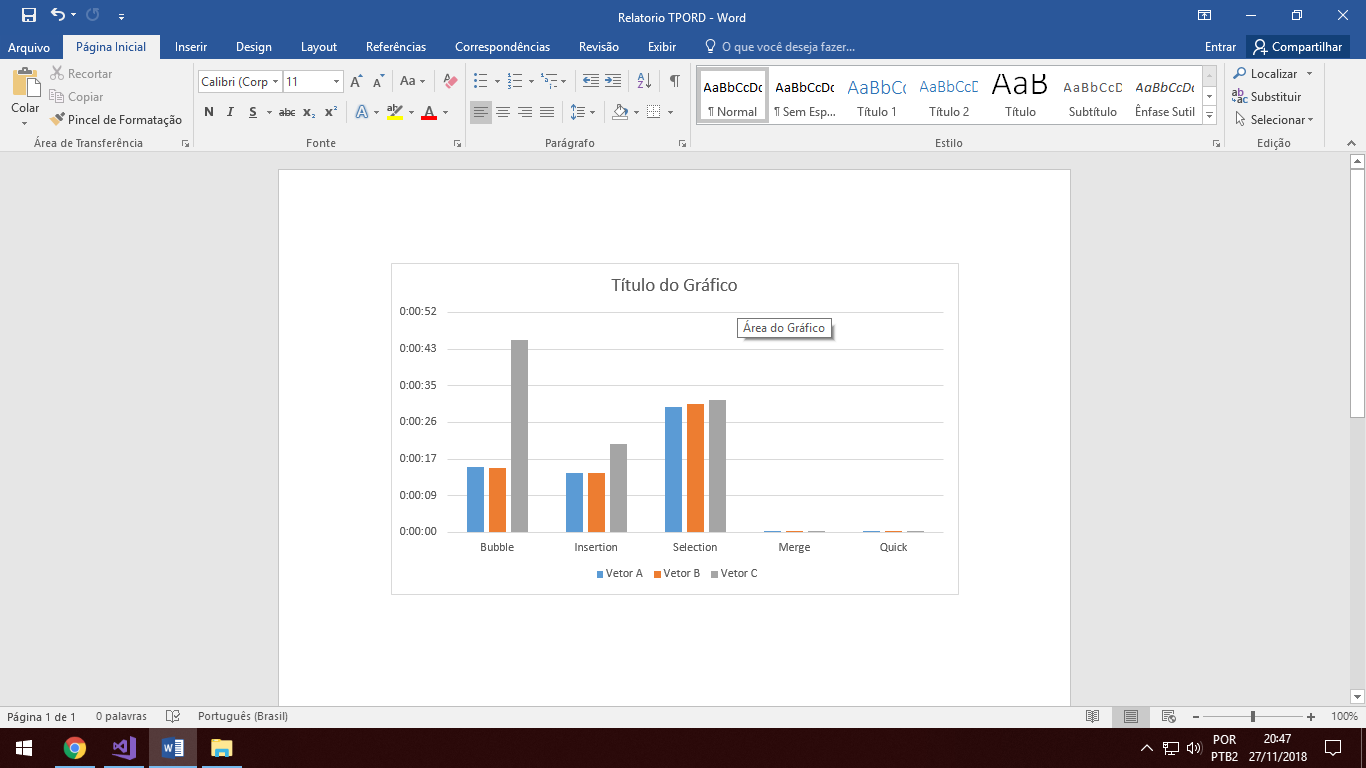 Relatorio TPORD - Word
Arquivo Página Inicial Inserir Design Layout Referências Correspondências Revisão Exibir O que você deseja fazer... Entrar Compartilhar
Colar
Recortar
Copiar
Pincel de Formatação
Área de Transferência
Calibri (Corp 11 Aa
N I S abc x₂ x² A ab A
Fonte
Parágrafo
AaBbCcDc AaBbCcDc AaBbCc AaBbCcD AaB AaBbCcD AaBbCcDc
¶ Normal ¶ Sem Esp... Título 1 Título 2 Título Subtítulo Ênfase Sutil
Estilo
Localizar
Substituir
Selecionar
Edição
Título do Gráfico
Área do Gráfico
0:00:52
0:00:43
0:00:35
0:00:26
0:00:17
0:00:09
0:00:00
Bubble Insertion Selection Merge Quick
Vetor A Vetor B Vetor C
Página 1 de 1 0 palavras Português (Brasil) 100%
POR 20:47
PTB2 27/11/2018